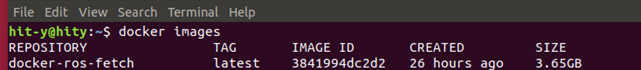 File Edit View Search Terminal Help
hit-y@hity:~$ docker images
REPOSITORY TAG IMAGE ID CREATED SIZE
docker-ros-fetch latest 3841994dc2d2 26 hours ago 3.65GB